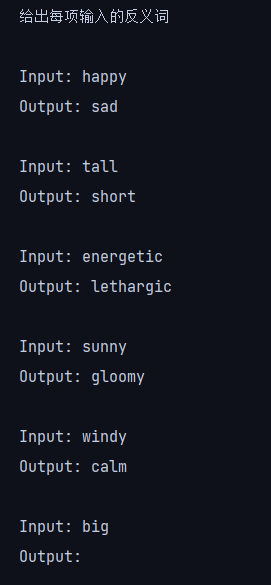 给出每项输入的反义词
Input: happy
Output: sad
Input: tall
Output: short
Input: energetic
Output: lethargic
Input: sunny
Output: gloomy
Input: windy
Output: calm
Input: big
Output: